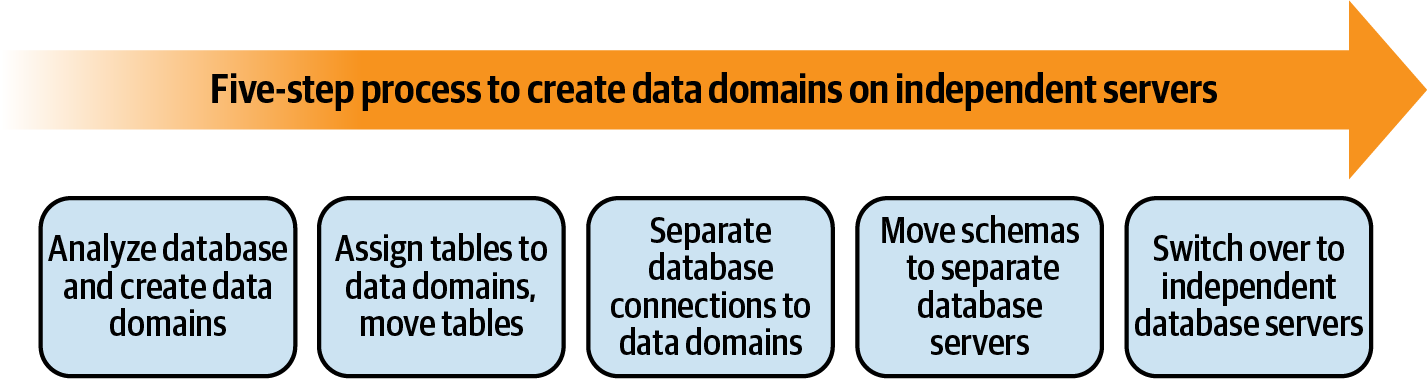 Five-step process to create data domains on independent servers
Analyze database
and create data
domains
Assign tables to
data domains,
move tables
Separate
database
connections to
data domains
Move schemas
to separate
database
servers
Switch over to
independent
database servers